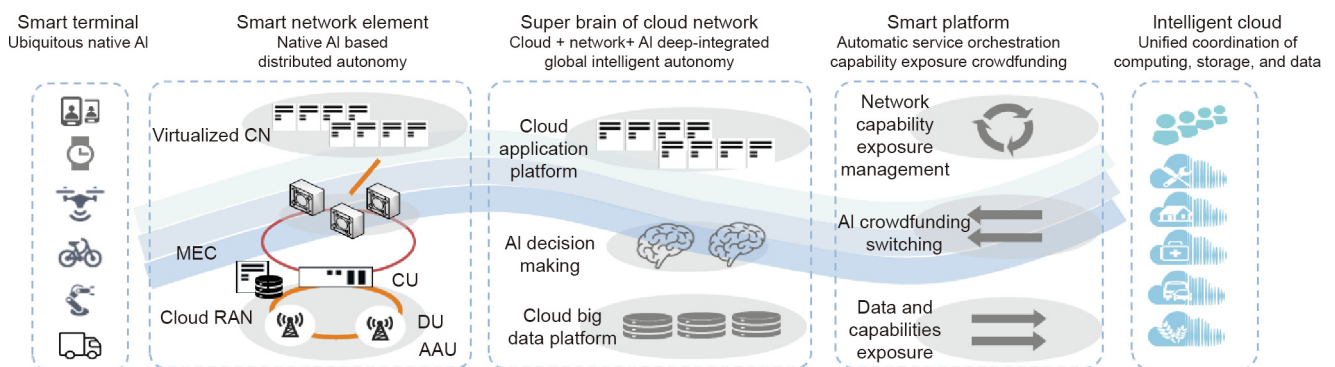 Smart terminal
Ubiquitous native AI
Smart network element
Native AI based
distributed autonomy
Super brain of cloud network
Cloud + network+ AI deep-integrated
global intelligent autonomy
Smart platform
Automatic service orchestration
capability exposure crowdfunding
Intelligent cloud
Unified coordination of
computing, storage, and data
Virtualized CN
MEC
CU
Cloud RAN
DU
AAU
Cloud
application
platform
AI decision
making
Cloud big
data platform
Network
capability
exposure
management
AI crowdfunding
switching
Data and
capabilities
exposure